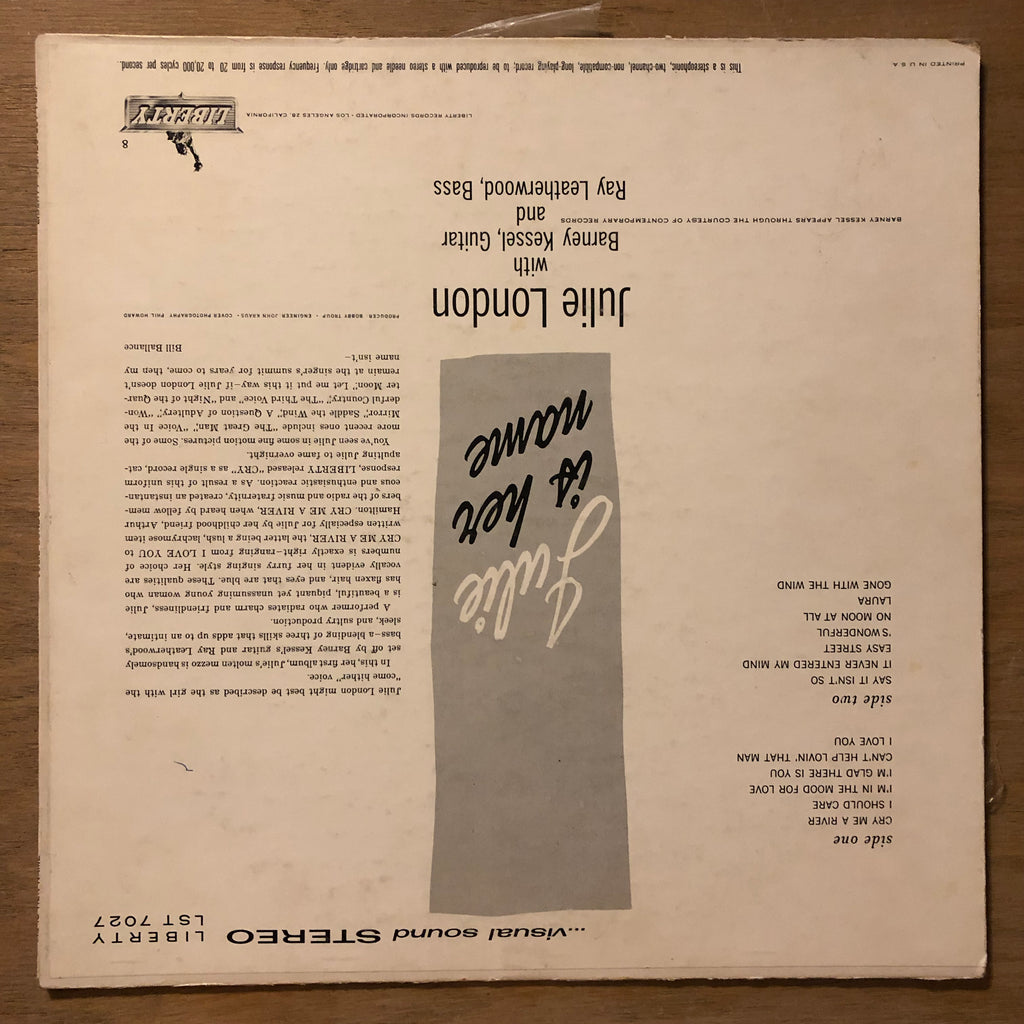 ...visual sound STEREO
LIBERTY
LST 7027
side one
CRY ME A RIVER
I SHOULD CARE
I'M IN THE MOOD FOR LOVE
I'M GLAD THERE IS YOU
CAN'T HELP LOVIN' THAT MAN
I LOVE YOU
side two
SAY IT ISN'T SO
IT NEVER ENTERED MY MIND
EASY STREET
'S WONDERFUL
NO MOON AT ALL
LAURA
GONE WITH THE WIND
Julie
is her
name
Julie London
with
Barney Kessel, Guitar
and
Ray Leatherwood, Bass
BARNEY KESSEL APPEARS THROUGH THE COURTESY OF CONTEMPORARY RECORDS
Julie London might best be described as the girl with the
"come hither" voice.
In this, her first album, Julie's molten mezzo is handsomely
set off by Barney Kessel's guitar and Ray Leatherwood's
bass—a blending of three skills that adds up to an intimate,
sleek, and sultry production.
A performer who radiates charm and friendliness, Julie
is a beautiful, piquant yet unassuming young woman who
has flaxen hair, and eyes that are blue. These qualities are
vocally evident in her furry singing style. Her choice of
numbers is exactly right—ranging from I LOVE YOU to
CRY ME A RIVER, the latter being a lush, lachrymose item
written especially for Julie by her childhood friend, Arthur
Hamilton. CRY ME A RIVER, when heard by fellow mem-
bers of the radio and music fraternity, created an instantan-
eous and enthusiastic reaction. As a result of this uniform
response, LIBERTY released "CRY" as a single record, cat-
apulting Julie to fame overnight.
You've seen Julie in some fine motion pictures. Some of the
more recent ones include "The Great Man," "Voice In the
Mirror," Saddle the Wind," A Question of Adultery," "Won-
derful Country," "The Third Voice" and "Night of the Quar-
ter Moon." Let me put it this way—if Julie London doesn't
remain at the singer's summit for years to come, then my
name isn't—
Bill Ballance
PRODUCER: BOBBY TROUP • ENGINEER: JOHN KRAUS • COVER PHOTOGRAPHY: PHIL HOWARD
8
LIBERTY
LIBERTY RECORDS INCORPORATED • LOS ANGELES 28, CALIFORNIA
This a is stereophonic, two-channel, non-compatible, long-playing record; to be reproduced with a stereo needle and cartridge only. Frequency response is from 20 to 20,000 cycles per second.
PRINTED IN U S A